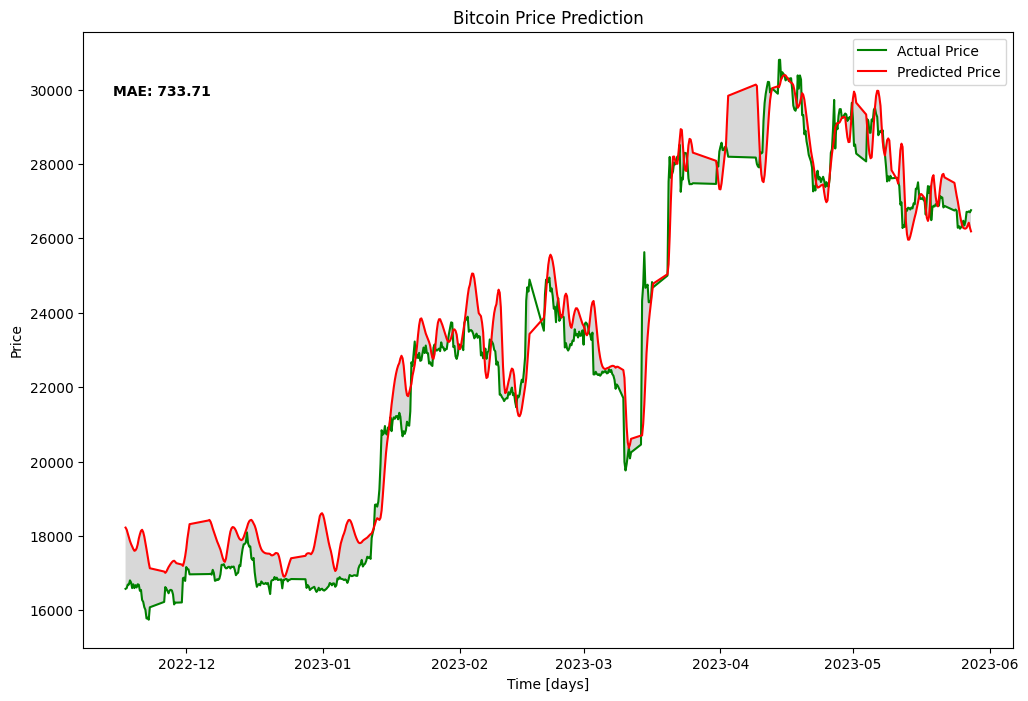 Bitcoin Price Prediction
Actual Price
Predicted Price
MAE: 733.71
Price
30000
28000
26000
24000
22000
20000
18000
16000
2022-12
2023-01
2023-02
2023-03
2023-04
2023-05
2023-06
Time [days]